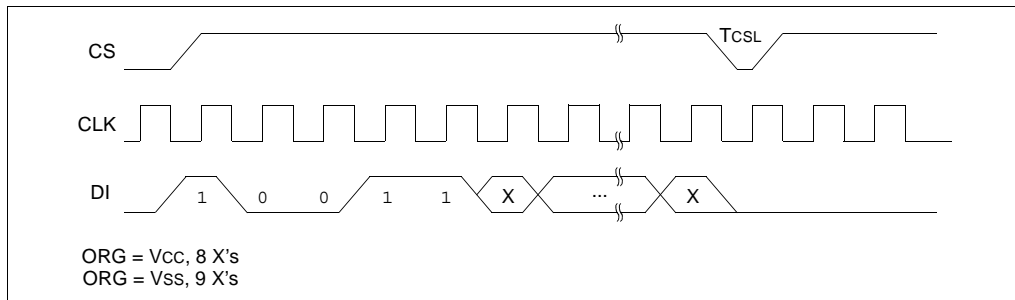 CS
TCSL
CLK
DI 1 0 0 1 1 X ... X
ORG = VCC, 8 X's
ORG = VSS, 9 X's